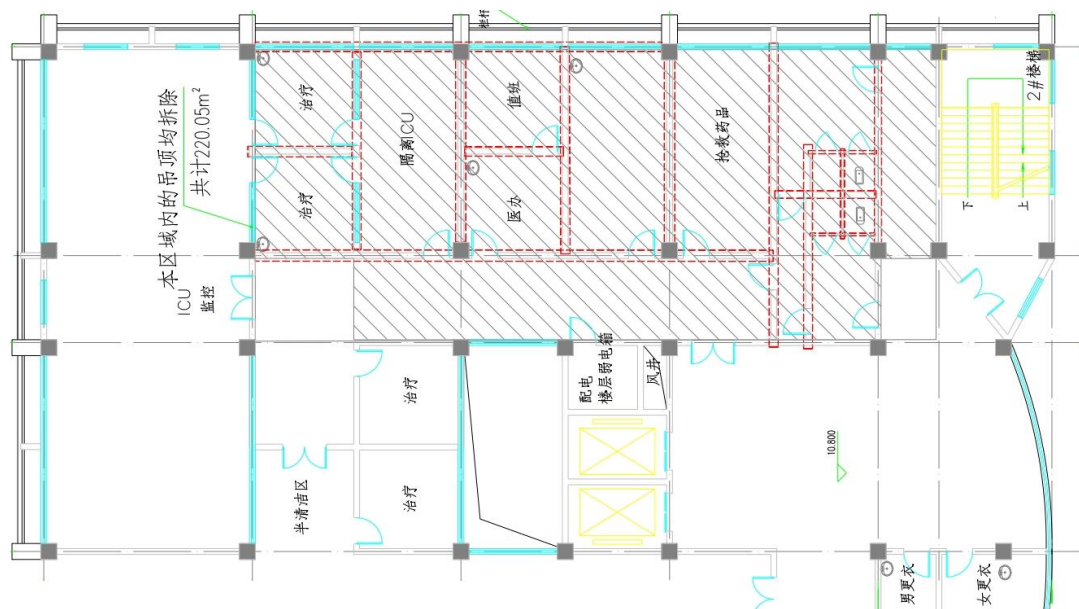 栏杆
治疗
值班
2#楼梯
本区域内的吊顶均拆除
共计220.05m²
隔离ICU
抢救药品
治疗
医办
下
上
ICU
监控
配电
楼层弱电箱
风井
治疗
10.800
半清洁区
治疗
男更衣
女更衣